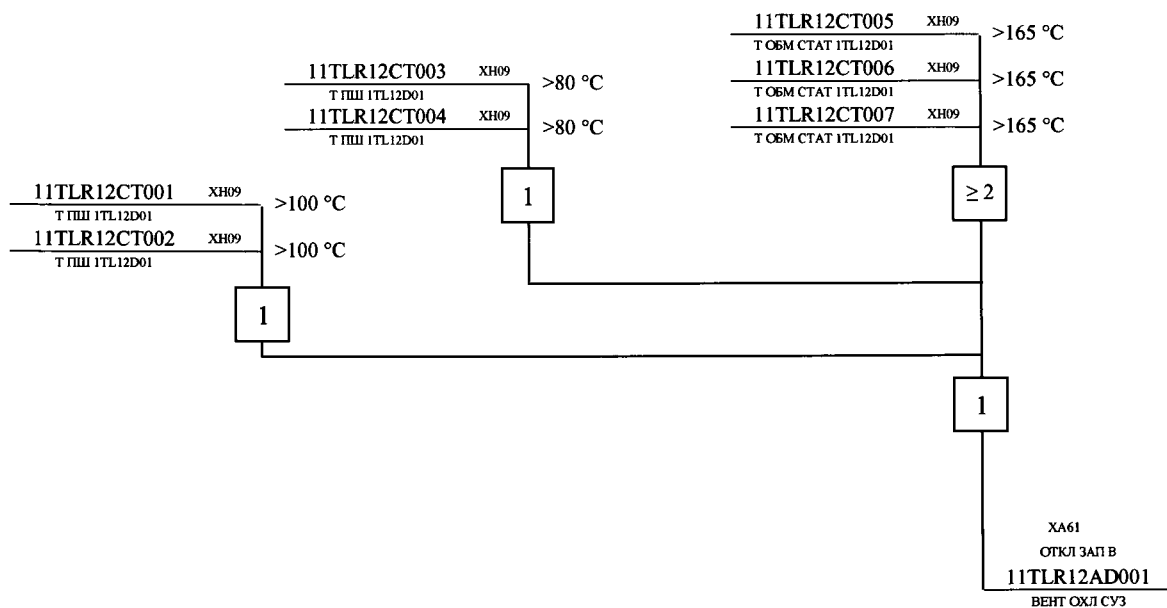 11TLR12CT005 XH09 >165 °C
Т ОБМ СТАТ 1TL12D01
11TLR12CT006 XH09 >165 °C
Т ОБМ СТАТ 1TL12D01
11TLR12CT007 XH09 >165 °C
Т ОБМ СТАТ 1TL12D01
≥ 2
11TLR12CT003 XH09 >80 °C
Т ПШ 1TL12D01
11TLR12CT004 XH09 >80 °C
Т ПШ 1TL12D01
1
11TLR12CT001 XH09 >100 °C
Т ПШ 1TL12D01
11TLR12CT002 XH09 >100 °C
Т ПШ 1TL12D01
1
1
XA61
ОТКЛ ЗАП В
11TLR12AD001
ВЕНТ ОХЛ СУЗ